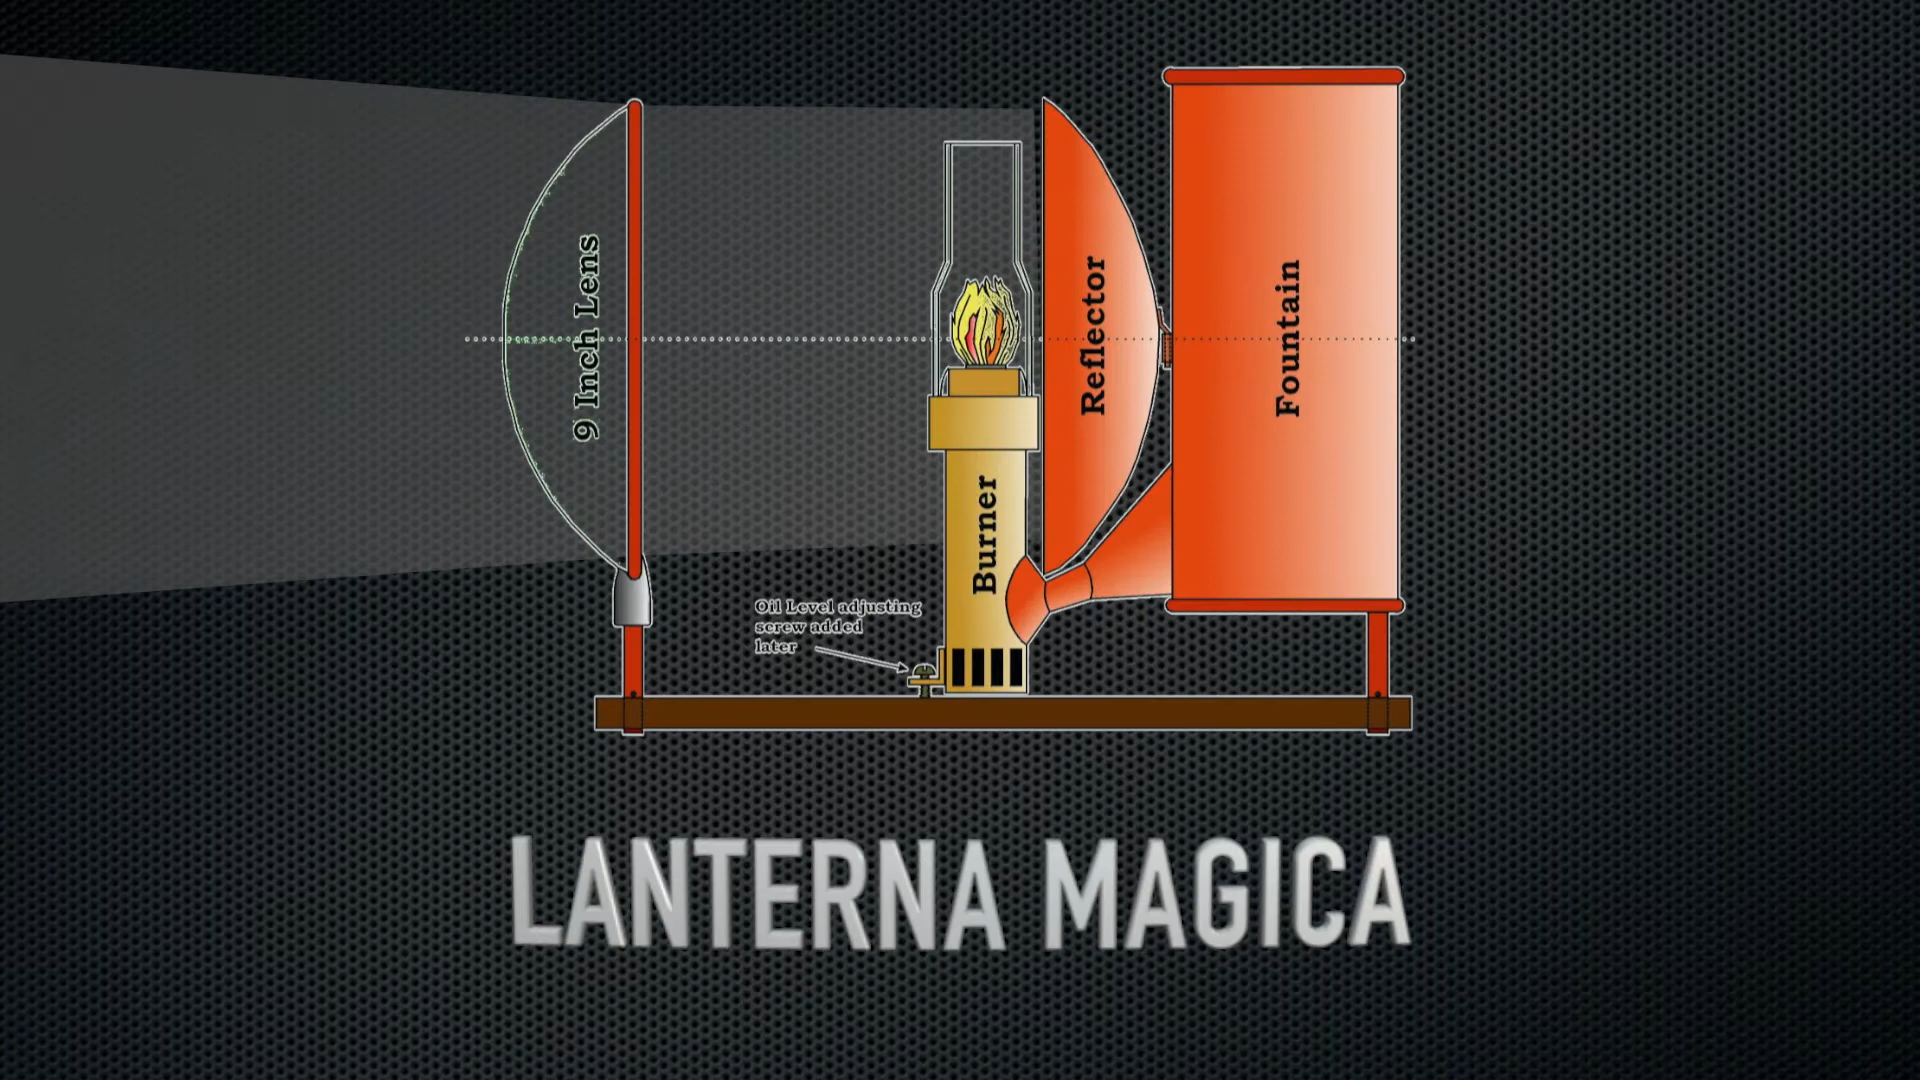 9 Inch Lens
Reflector
Fountain
Burner
Oil Level adjusting
screw added
later
LANTERNA MAGICA